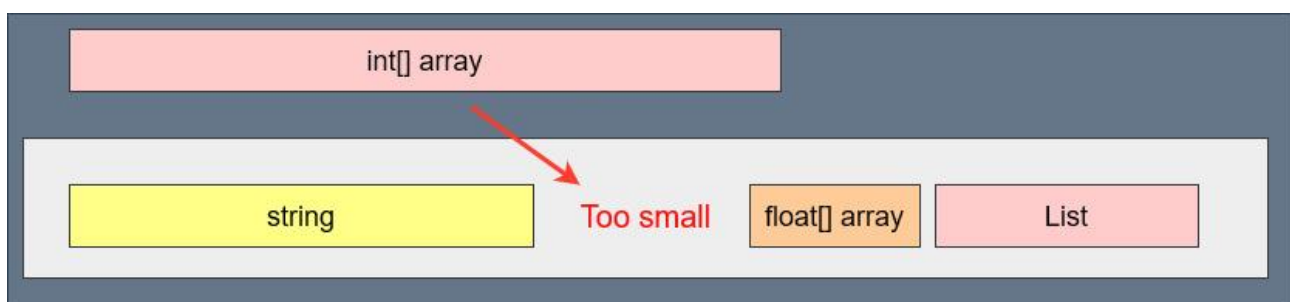 int[] array
string
Too small
float[] array
List